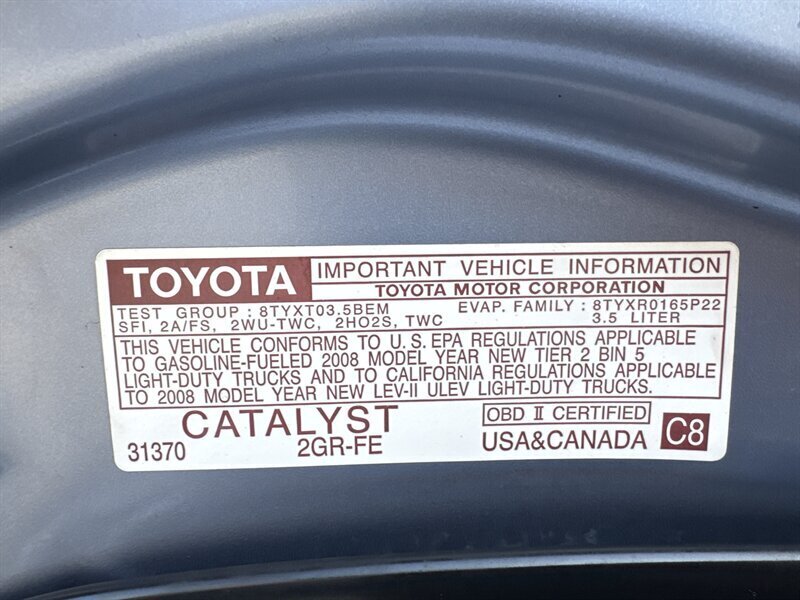 TOYOTA IMPORTANT VEHICLE INFORMATION
TOYOTA MOTOR CORPORATION
TEST GROUP : 8TYXT03.5BEM EVAP. FAMILY : 8TYXR0165P22
SFI, 2A/FS, 2WU-TWC, 2HO2S, TWC 3.5 LITER
THIS VEHICLE CONFORMS TO U.S.EPA REGULATIONS APPLICABLE
TO GASOLINE-FUELED 2008 MODEL YEAR NEW TIER 2 BIN 5
LIGHT-DUTY TRUCKS AND TO CALIFORNIA REGULATIONS APPLICABLE
TO 2008 MODEL YEAR NEW LEV-II ULEV LIGHT-DUTY TRUCKS.
CATALYST OBD II CERTIFIED
31370 2GR-FE USA&CANADA C8